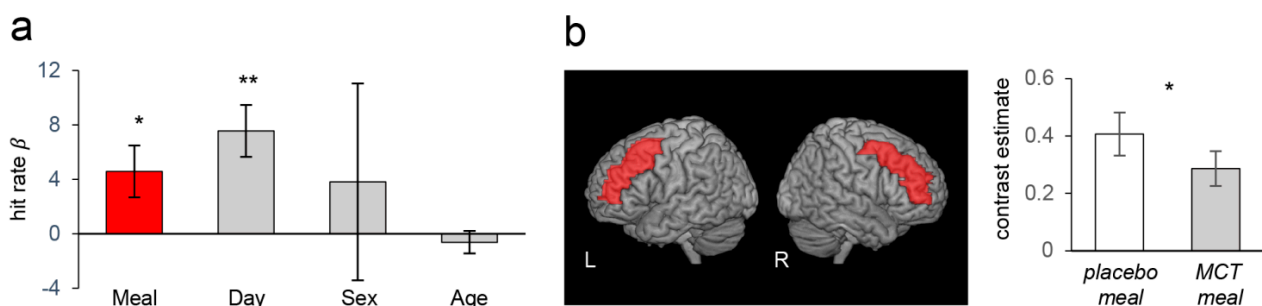 a
hit rate β
12
8
4
0
-4
*
**
Meal
Day
Sex
Age
b
L
R
contrast estimate
0.6
0.4
0.2
0
*
placebo
meal
MCT
meal